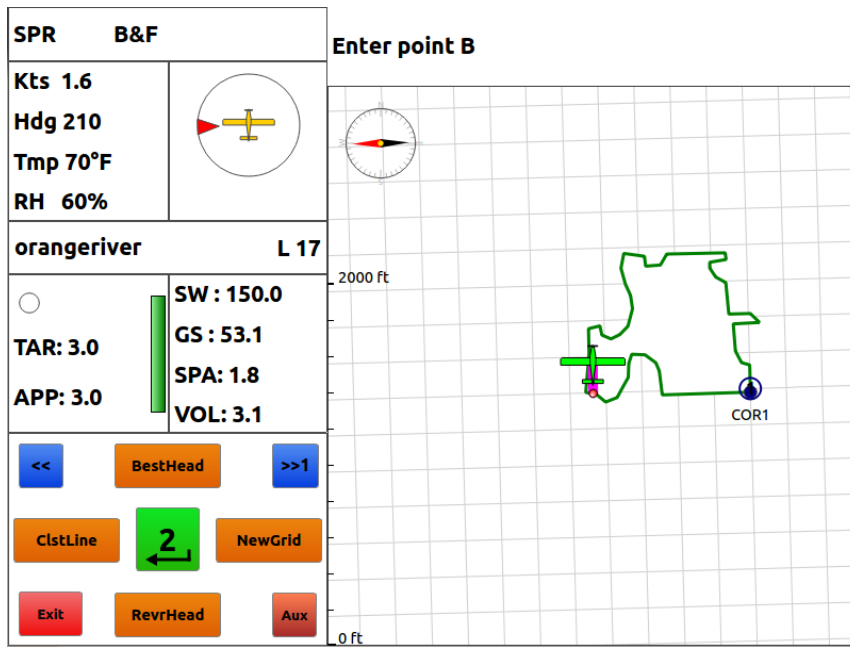 SPR B&F
Enter point B
Kts 1.6
Hdg 210
Tmp 70°F
RH 60%
N
S
orangeriver L 17
2000 ft
SW : 150.0
GS : 53.1
TAR: 3.0
SPA: 1.8
APP: 3.0
VOL: 3.1
COR1
<< BestHead >>1
ClstLine 2 NewGrid
Exit RevrHead Aux
0 ft